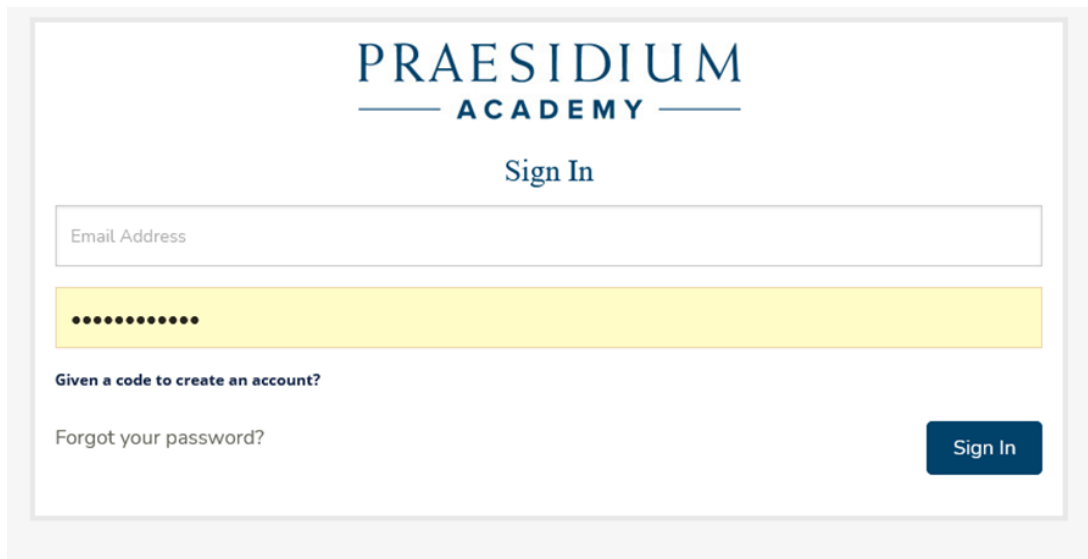 PRAESIDIUM
ACADEMY
Sign In
Email Address
••••••••••••
Given a code to create an account?
Forgot your password?
Sign In